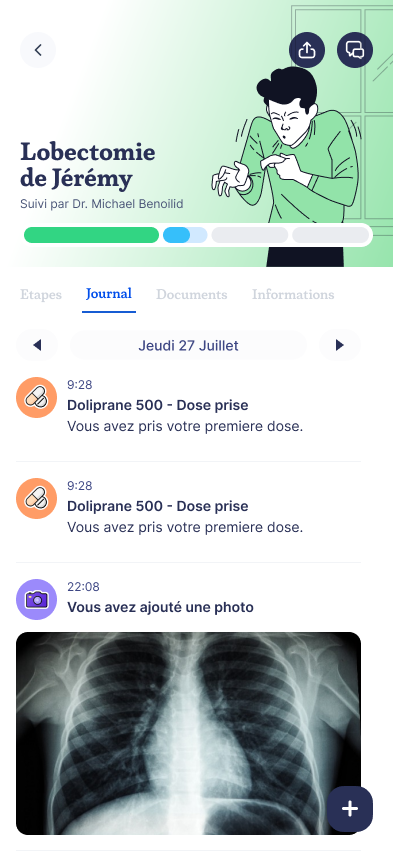 Lobectomie
de Jérémy
Suivi par Dr. Michael Benoilid
Etapes Journal Documents Informations
Jeudi 27 Juillet
9:28
Doliprane 500 - Dose prise
Vous avez pris votre premiere dose.
9:28
Doliprane 500 - Dose prise
Vous avez pris votre premiere dose.
22:08
Vous avez ajouté une photo